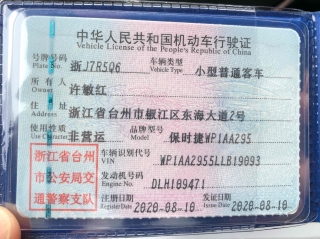 中华人民共和国机动车行驶证
Vehicle License of the People's Republic of China
号牌号码 浙J7R5Q6 车辆类型 小型普通客车
Plate No. Vehicle Type
所有人 许敏红
Owner
住址 浙江省台州市椒江区东海大道2号
Address
使用性质 非营运 品牌型号 保时捷WP1AA295
Use Character Model
浙江省台州 车辆识别代号 WP1AA2955LLB19093
VIN
市公安局交 发动机号码 DLH109471
Engine No.
通警察支队 注册日期 2020-08-10 发证日期 2020-08-10
Register Date Issue Date